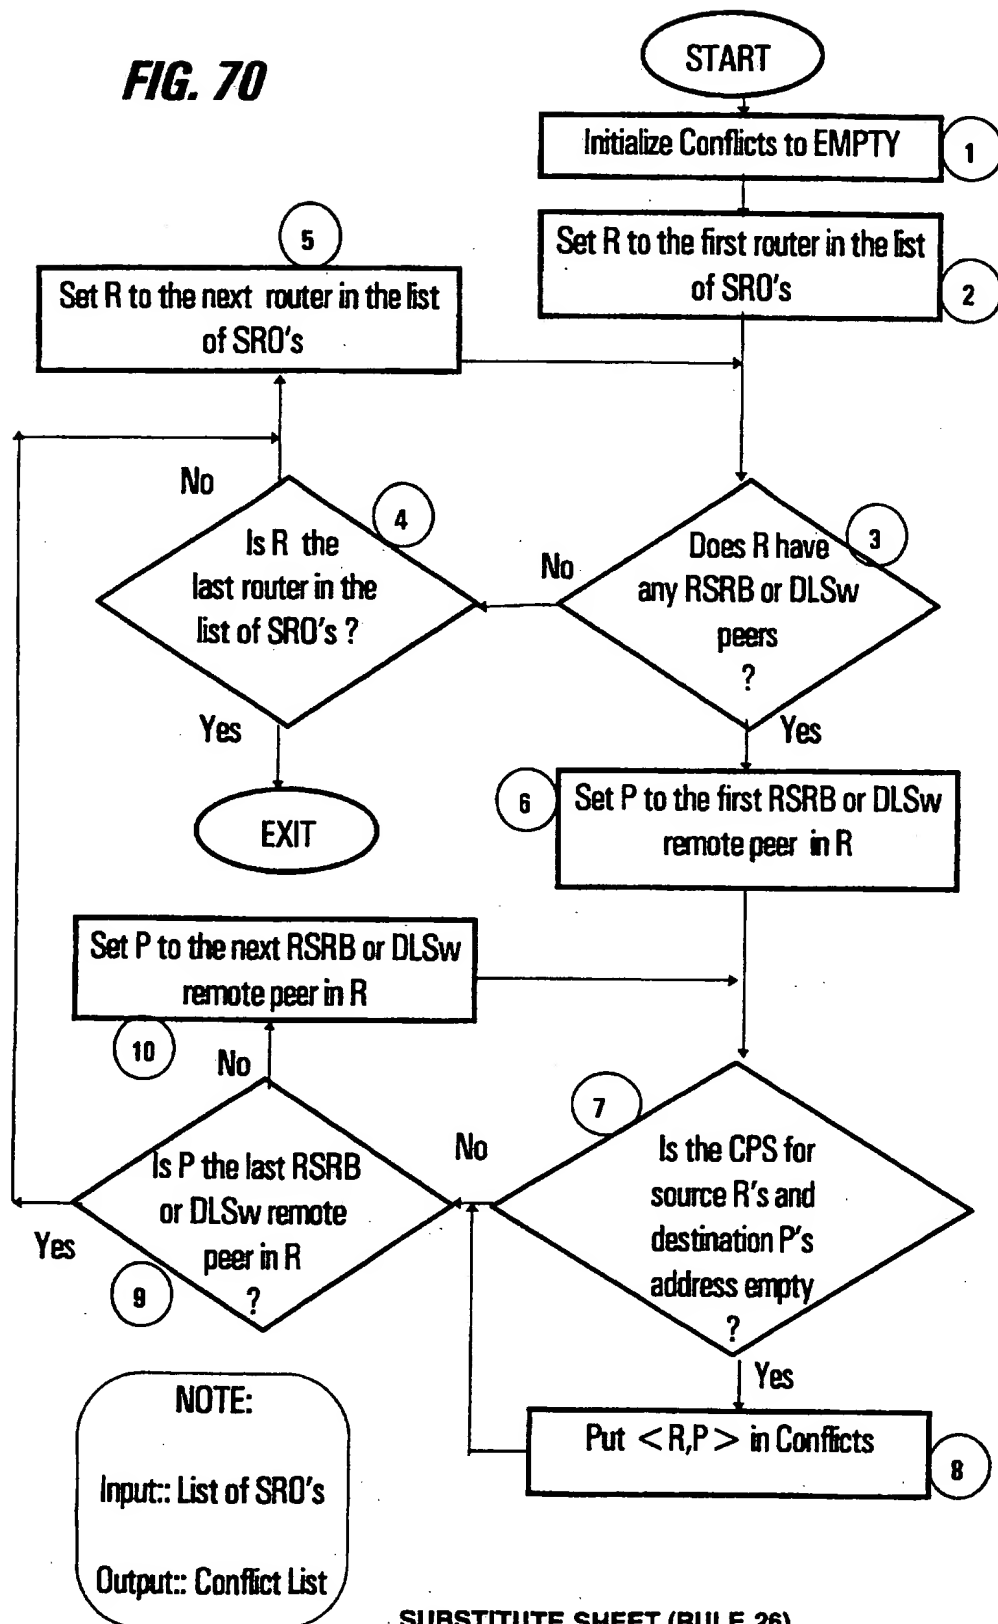 FIG. 70
START
Initialize Conflicts to EMPTY
1
Set R to the first router in the list
of SRO's
2
5
Set R to the next router in the list
of SRO's
No
4
Is R the
last router in the
list of SRO's ?
Yes
EXIT
3
Does R have
any RSRB or DLSw
peers
?
No
Yes
6
Set P to the first RSRB or DLSw
remote peer in R
Set P to the next RSRB or DLSw
remote peer in R
10
No
Is P the last RSRB
or DLSw remote
peer in R
?
Yes
9
7
No
Is the CPS for
source R's and
destination P's
address empty
?
Yes
Put <R,P> in Conflicts
8
NOTE:
Input:: List of SRO's
Output:: Conflict List
SUBSTITUTE SHEET (RULE 26)